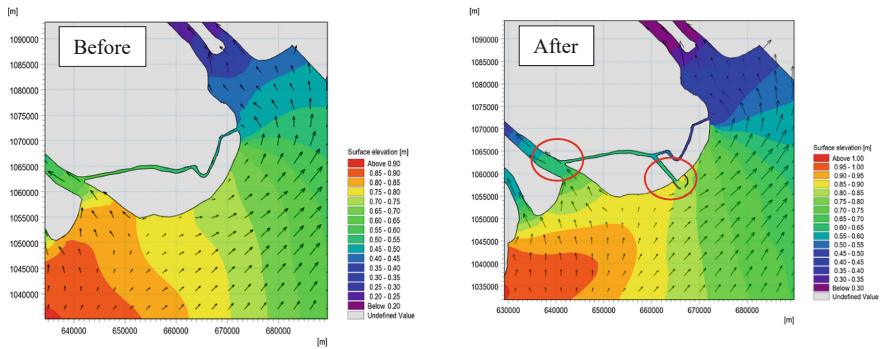 [m]
Before
1090000
1085000
1080000
1075000
1070000
1065000
1060000
1055000
1050000
1045000
1040000
640000 650000 660000 670000 680000
[m]
Surface elevation [m]
Above 0.90
0.85 - 0.90
0.80 - 0.85
0.75 - 0.80
0.70 - 0.75
0.65 - 0.70
0.60 - 0.65
0.55 - 0.60
0.50 - 0.55
0.45 - 0.50
0.40 - 0.45
0.35 - 0.40
0.30 - 0.35
0.25 - 0.30
0.20 - 0.25
Below 0.20
Undefined Value
[m]
After
1090000
1085000
1080000
1075000
1070000
1065000
1060000
1055000
1050000
1045000
1040000
1035000
630000 640000 650000 660000 670000 680000
[m]
Surface elevation [m]
Above 1.00
0.95 - 1.00
0.90 - 0.95
0.85 - 0.90
0.80 - 0.85
0.75 - 0.80
0.70 - 0.75
0.65 - 0.70
0.60 - 0.65
0.55 - 0.60
0.50 - 0.55
0.45 - 0.50
0.40 - 0.45
0.35 - 0.40
0.30 - 0.35
Below 0.30
Undefined Value